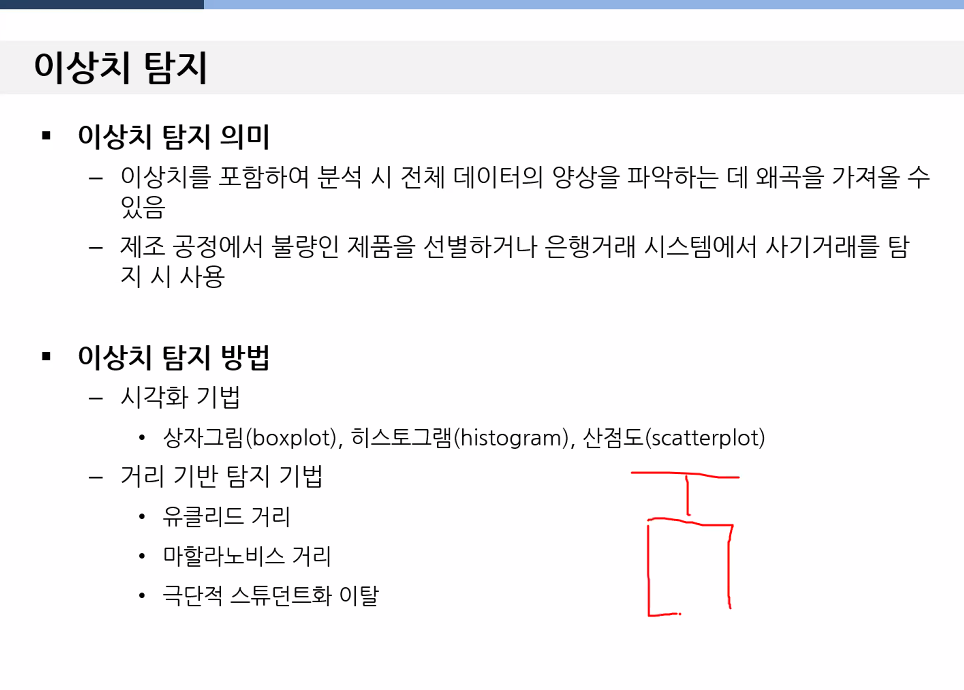 이상치 탐지
▪ 이상치 탐지 의미
– 이상치를 포함하여 분석 시 전체 데이터의 양상을 파악하는 데 왜곡을 가져올 수
있음
– 제조 공정에서 불량인 제품을 선별하거나 은행거래 시스템에서 사기거래를 탐
지 시 사용
▪ 이상치 탐지 방법
– 시각화 기법
• 상자그림(boxplot), 히스토그램(histogram), 산점도(scatterplot)
– 거리 기반 탐지 기법
• 유클리드 거리
• 마할라노비스 거리
• 극단적 스튜던트화 이탈